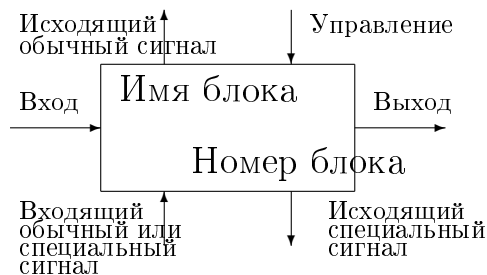 Исходящий
обычный сигнал
Управление
Вход
Имя блока
Выход
Номер блока
Входящий
обычный или
специальный
сигнал
Исходящий
специальный
сигнал